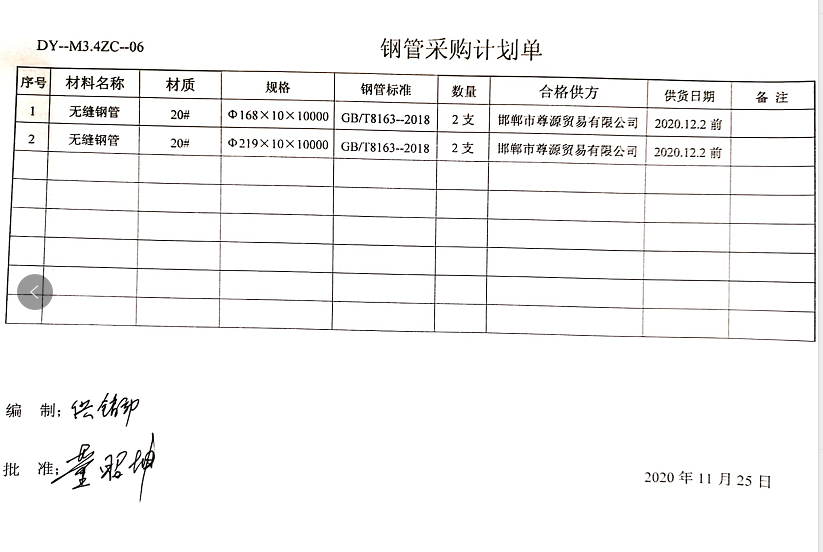 DY--M3.4ZC--06
钢管采购计划单
序号 材料名称 材质 规格 钢管标准 数量 合格供方 供货日期 备 注
1 无缝钢管 20# Φ168×10×10000 GB/T8163--2018 2 支 邯郸市尊源贸易有限公司 2020.12.2 前
2 无缝钢管 20# Φ219×10×10000 GB/T8163--2018 2 支 邯郸市尊源贸易有限公司 2020.12.2 前
编 制:
批 准:
2020 年 11 月 25 日